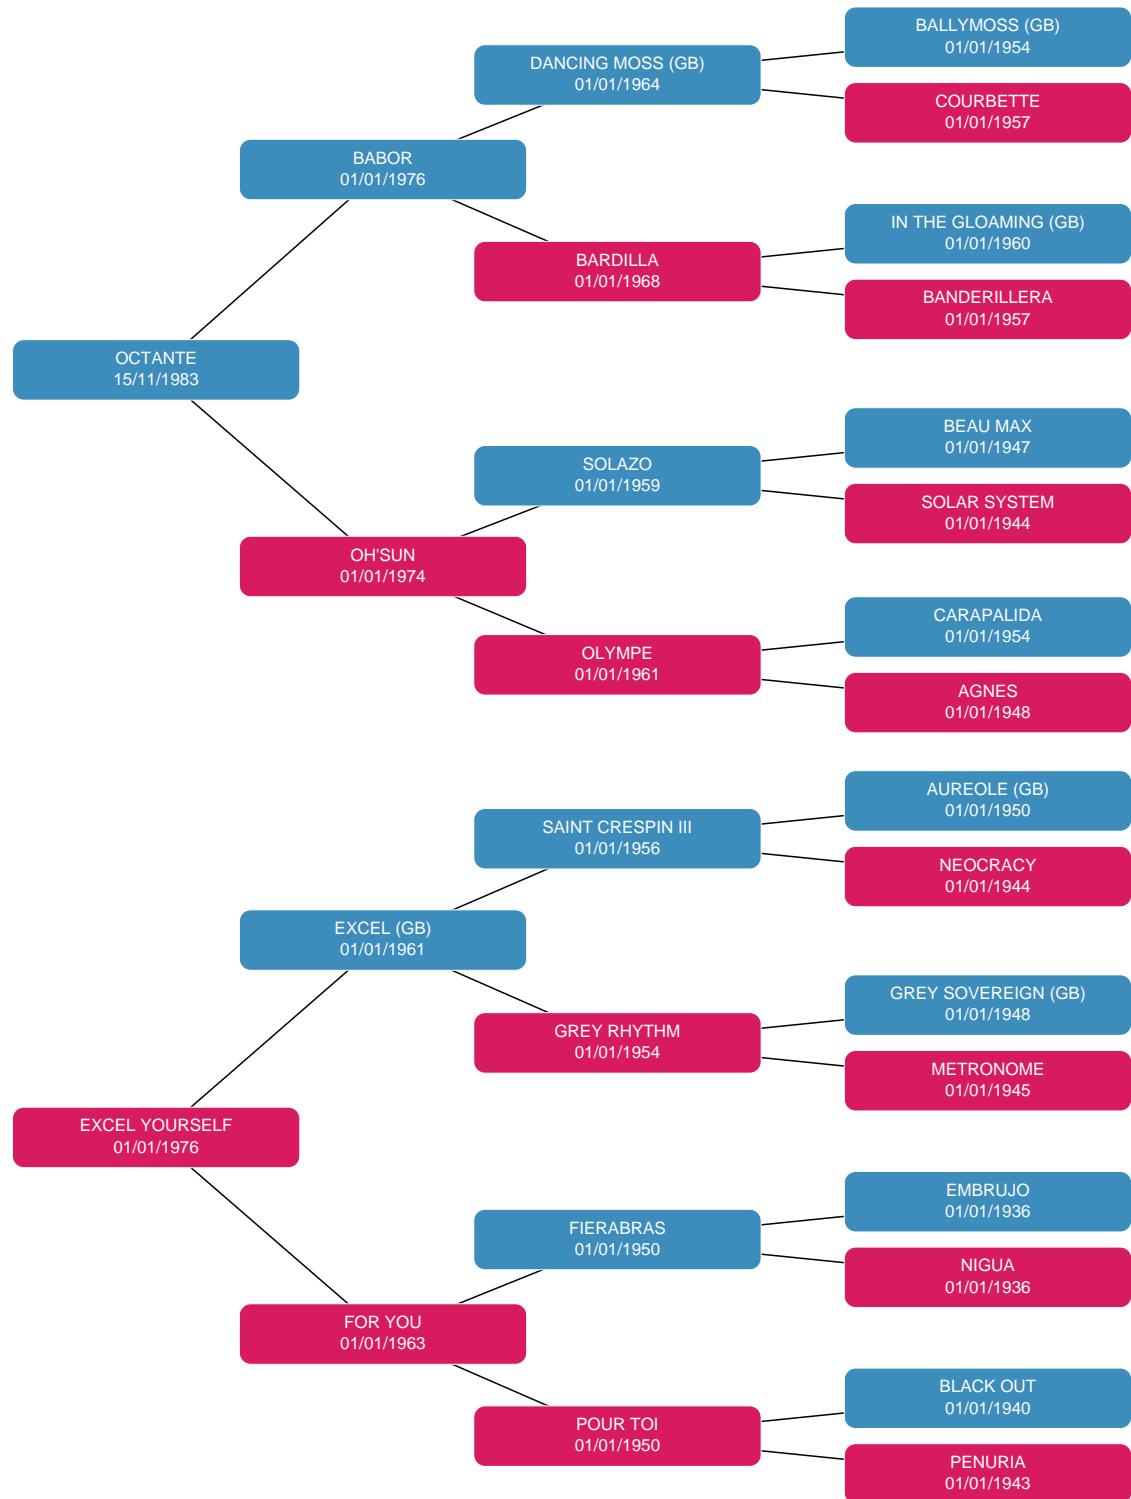 BALLYMOSS (GB)
01/01/1954
DANCING MOSS (GB)
01/01/1964
COURBETTE
01/01/1957
BABOR
01/01/1976
IN THE GLOAMING (GB)
01/01/1960
BARDILLA
01/01/1968
BANDERILLERA
01/01/1957
OCTANTE
15/11/1983
BEAU MAX
01/01/1947
SOLAZO
01/01/1959
SOLAR SYSTEM
01/01/1944
OH'SUN
01/01/1974
CARAPALIDA
01/01/1954
OLYMPE
01/01/1961
AGNES
01/01/1948
AUREOLE (GB)
01/01/1950
SAINT CRESPIN III
01/01/1956
NEOCRACY
01/01/1944
EXCEL (GB)
01/01/1961
GREY SOVEREIGN (GB)
01/01/1948
GREY RHYTHM
01/01/1954
METRONOME
01/01/1945
EXCEL YOURSELF
01/01/1976
EMBRUJO
01/01/1936
FIERABRAS
01/01/1950
NIGUA
01/01/1936
FOR YOU
01/01/1963
BLACK OUT
01/01/1940
POUR TOI
01/01/1950
PENURIA
01/01/1943